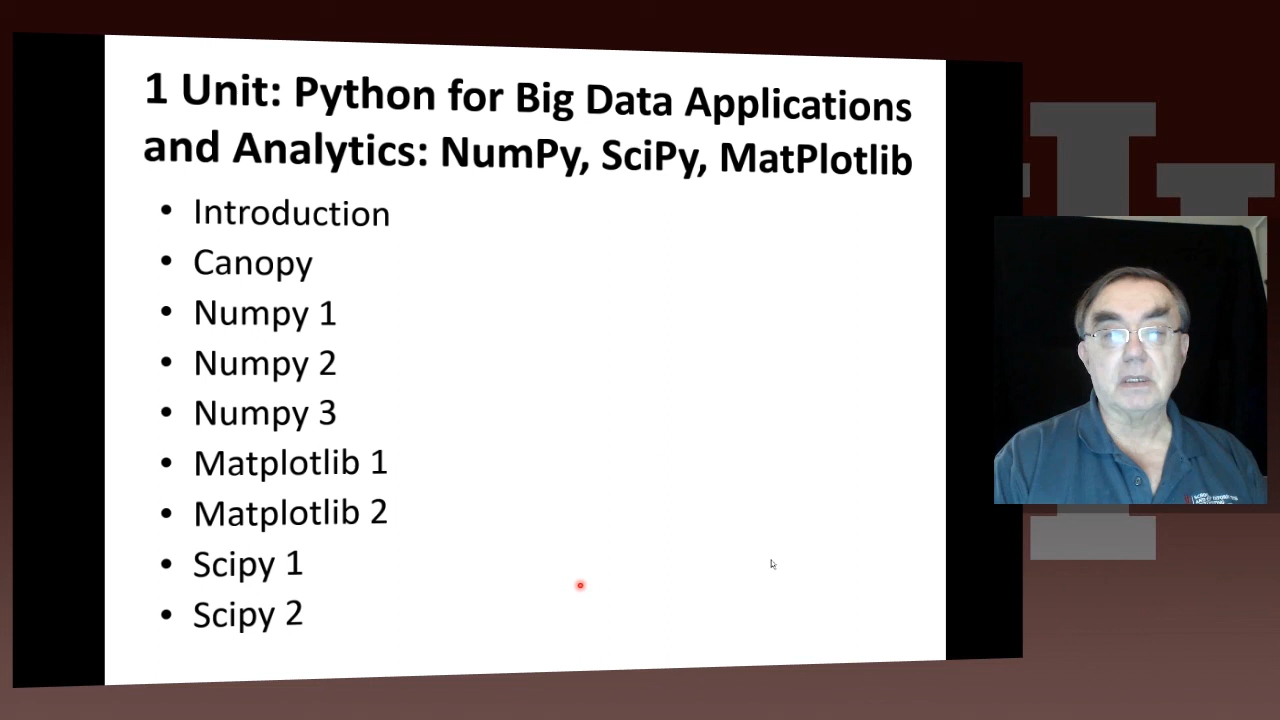 1 Unit: Python for Big Data Applications
and Analytics: NumPy, SciPy, MatPlotlib
• Introduction
• Canopy
• Numpy 1
• Numpy 2
• Numpy 3
• Matplotlib 1
• Matplotlib 2
• Scipy 1
• Scipy 2